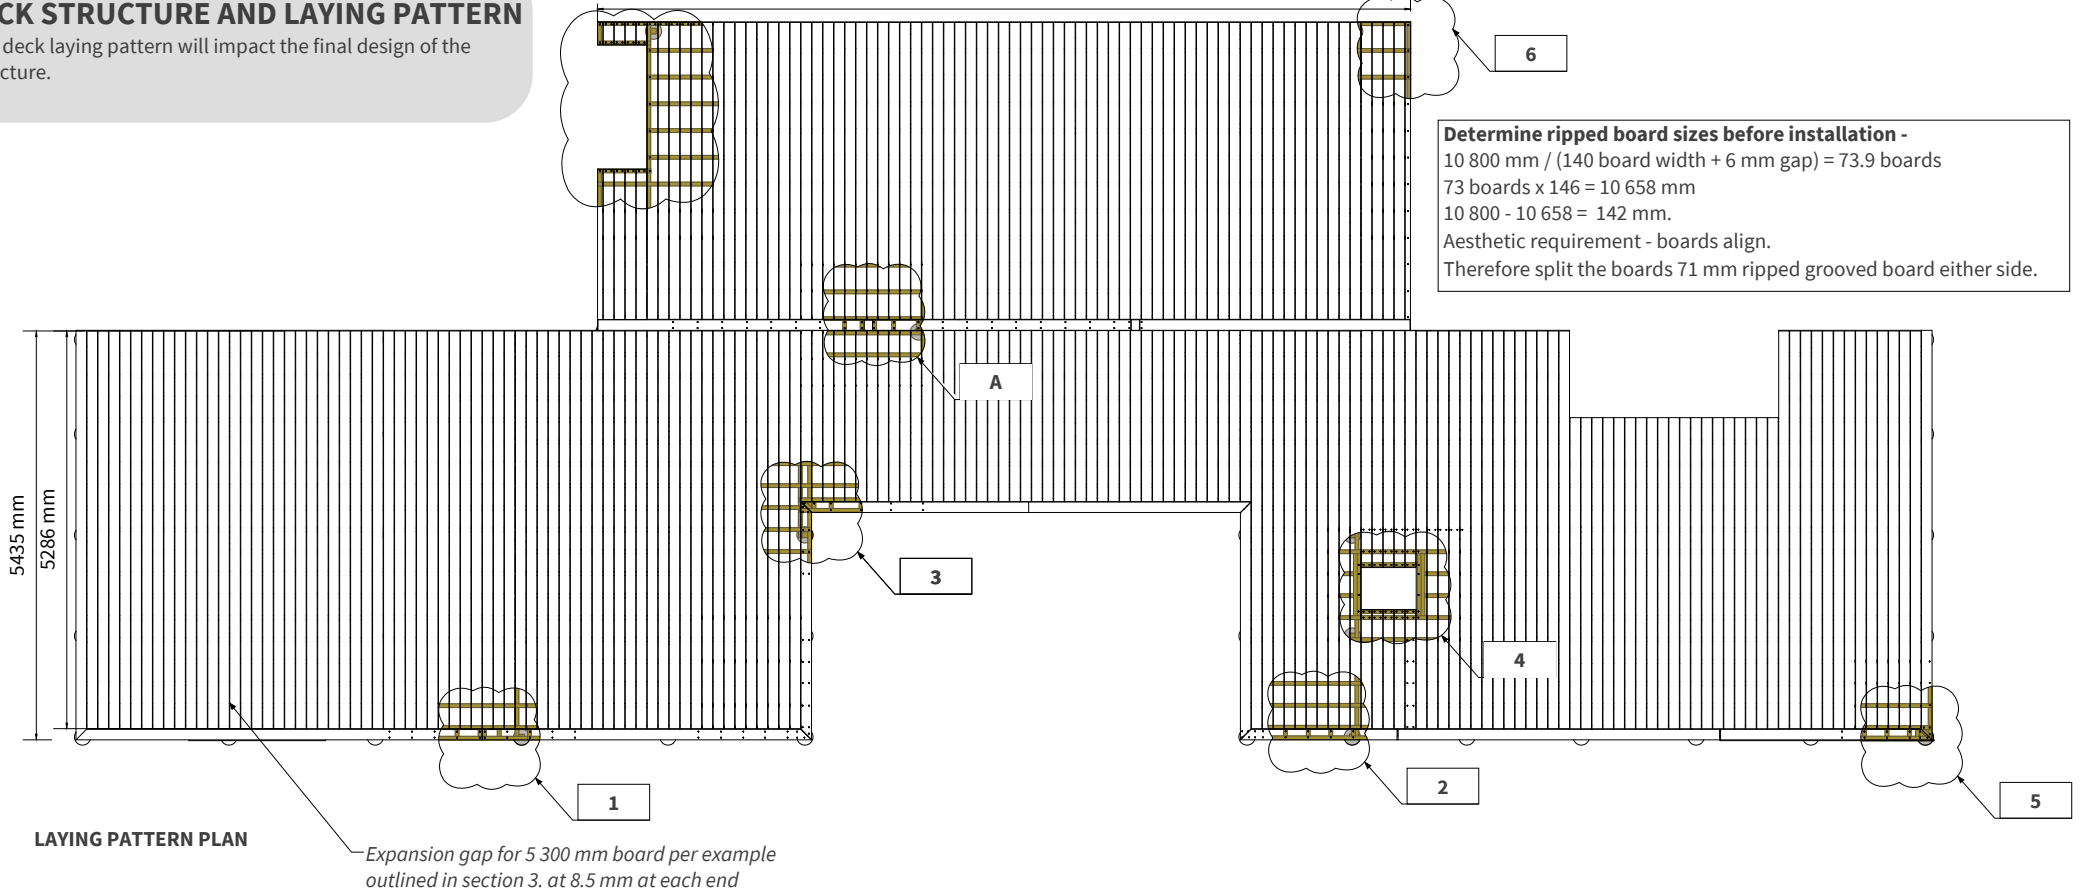 CK STRUCTURE AND LAYING PATTERN
deck laying pattern will impact the final design of the
cture.
6
Determine ripped board sizes before installation -
10 800 mm / (140 board width + 6 mm gap) = 73.9 boards
73 boards x 146 = 10 658 mm
10 800 - 10 658 = 142 mm.
Aesthetic requirement - boards align.
Therefore split the boards 71 mm ripped grooved board either side.
A
5435 mm
5286 mm
3
4
1
2
5
LAYING PATTERN PLAN
Expansion gap for 5 300 mm board per example
outlined in section 3. at 8.5 mm at each end